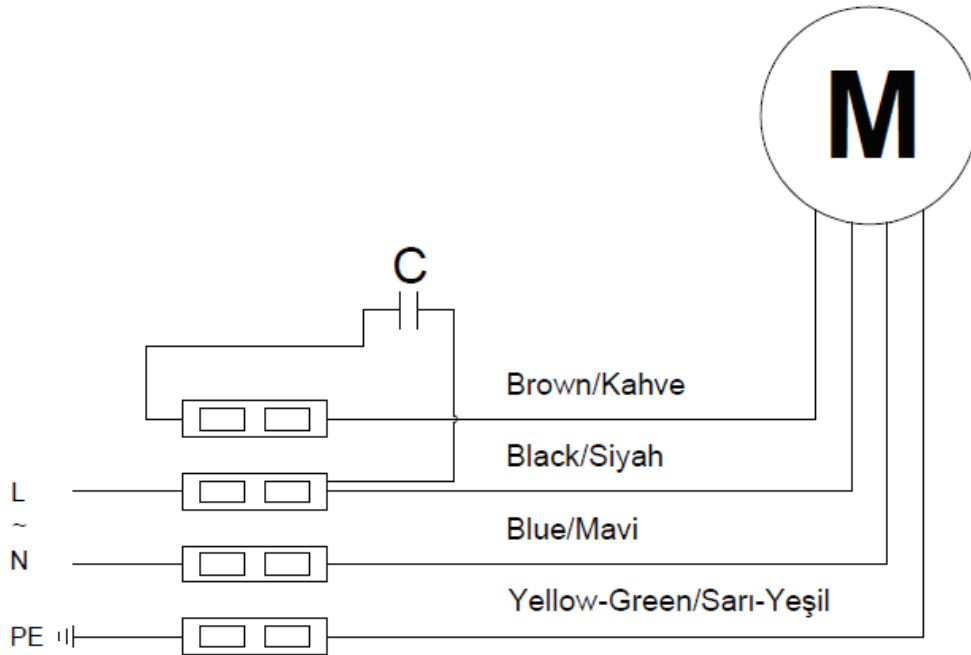 M
C
Brown/Kahve
Black/Siyah
L
~
Blue/Mavi
N
Yellow-Green/Sarı-Yeşil
PE